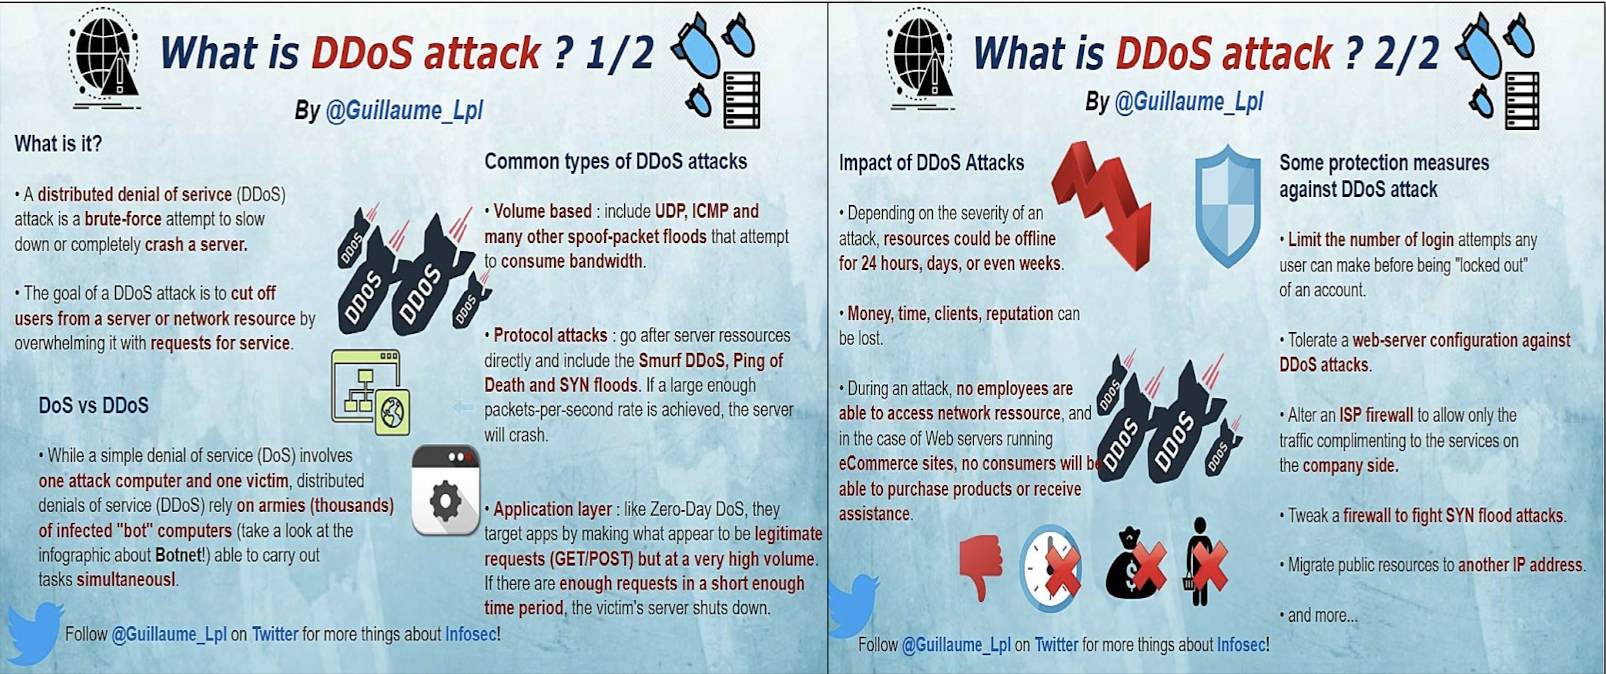 What is DDoS attack ? 1/2
By @Guillaume_Lpl
What is it?
• A distributed denial of serivce (DDoS)
attack is a brute-force attempt to slow
down or completely crash a server.
• The goal of a DDoS attack is to cut off
users from a server or network resource by
overwhelming it with requests for service.
DoS vs DDoS
• While a simple denial of service (DoS) involves
one attack computer and one victim, distributed
denials of service (DDoS) rely on armies (thousands)
of infected "bot" computers (take a look at the
infographic about Botnet!) able to carry out
tasks simultaneousl.
DDOS
DDOS
DDOS
DDOS
Common types of DDoS attacks
• Volume based : include UDP, ICMP and
many other spoof-packet floods that attempt
to consume bandwidth.
• Protocol attacks : go after server ressources
directly and include the Smurf DDoS, Ping of
Death and SYN floods. If a large enough
packets-per-second rate is achieved, the server
will crash.
• Application layer : like Zero-Day DoS, they
target apps by making what appear to be legitimate
requests (GET/POST) but at a very high volume.
If there are enough requests in a short enough
time period, the victim's server shuts down.
Follow @Guillaume_Lpl on Twitter for more things about Infosec!
What is DDoS attack ? 2/2
By @Guillaume_Lpl
Impact of DDoS Attacks
• Depending on the severity of an
attack, resources could be offline
for 24 hours, days, or even weeks.
• Money, time, clients, reputation can
be lost.
• During an attack, no employees are
able to access network ressource, and
in the case of Web servers running
eCommerce sites, no consumers will be
able to purchase products or receive
assistance.
DDOS
DDOS
DDOS
DDOS
Some protection measures
against DDoS attack
• Limit the number of login attempts any
user can make before being "locked out"
of an account.
• Tolerate a web-server configuration against
DDoS attacks.
• Alter an ISP firewall to allow only the
traffic complimenting to the services on
the company side.
• Tweak a firewall to fight SYN flood attacks.
• Migrate public resources to another IP address.
• and more...
Follow @Guillaume_Lpl on Twitter for more things about Infosec!